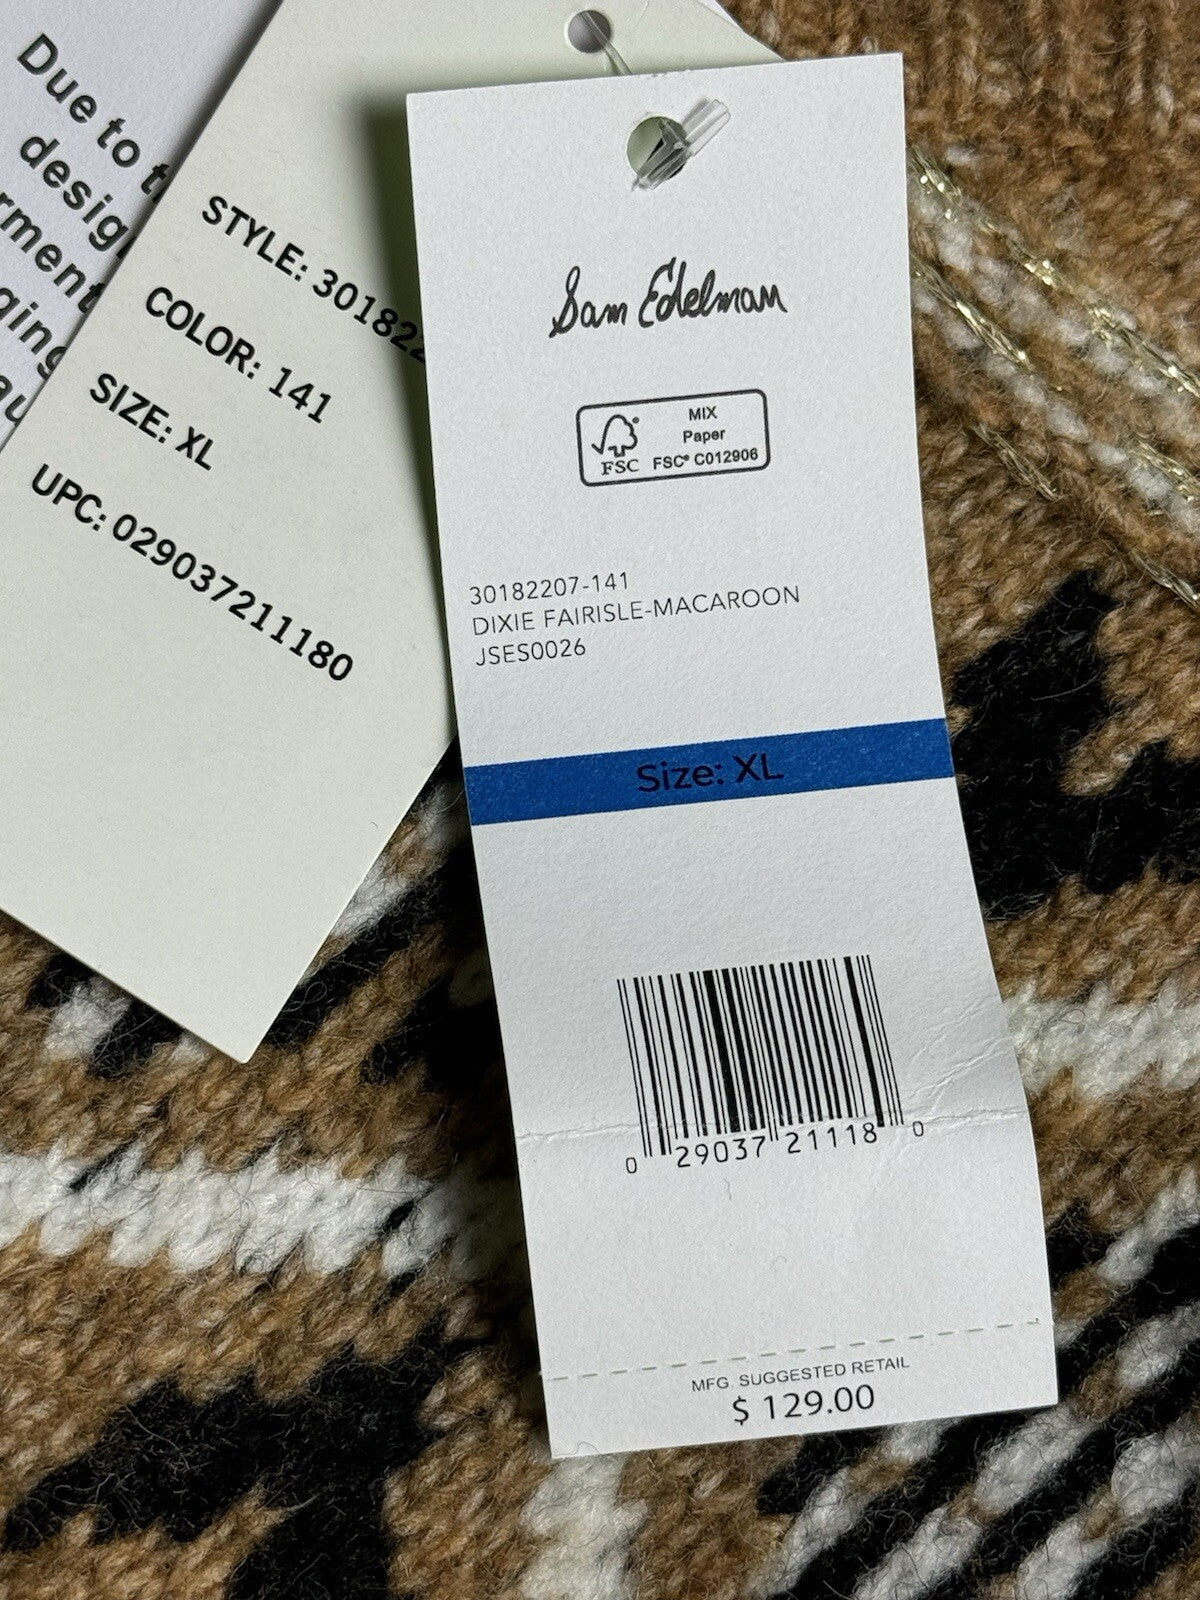 Due to
desig
rment
ging
au
STYLE: 301822
COLOR: 141
SIZE: XL
UPC: 029037211180
Sam Edelman
FSC
MIX
Paper
FSC® C012906
30182207-141
DIXIE FAIRISLE-MACAROON
JSES0026
Size: XL
0 29037 21118 0
MFG. SUGGESTED RETAIL
$ 129.00